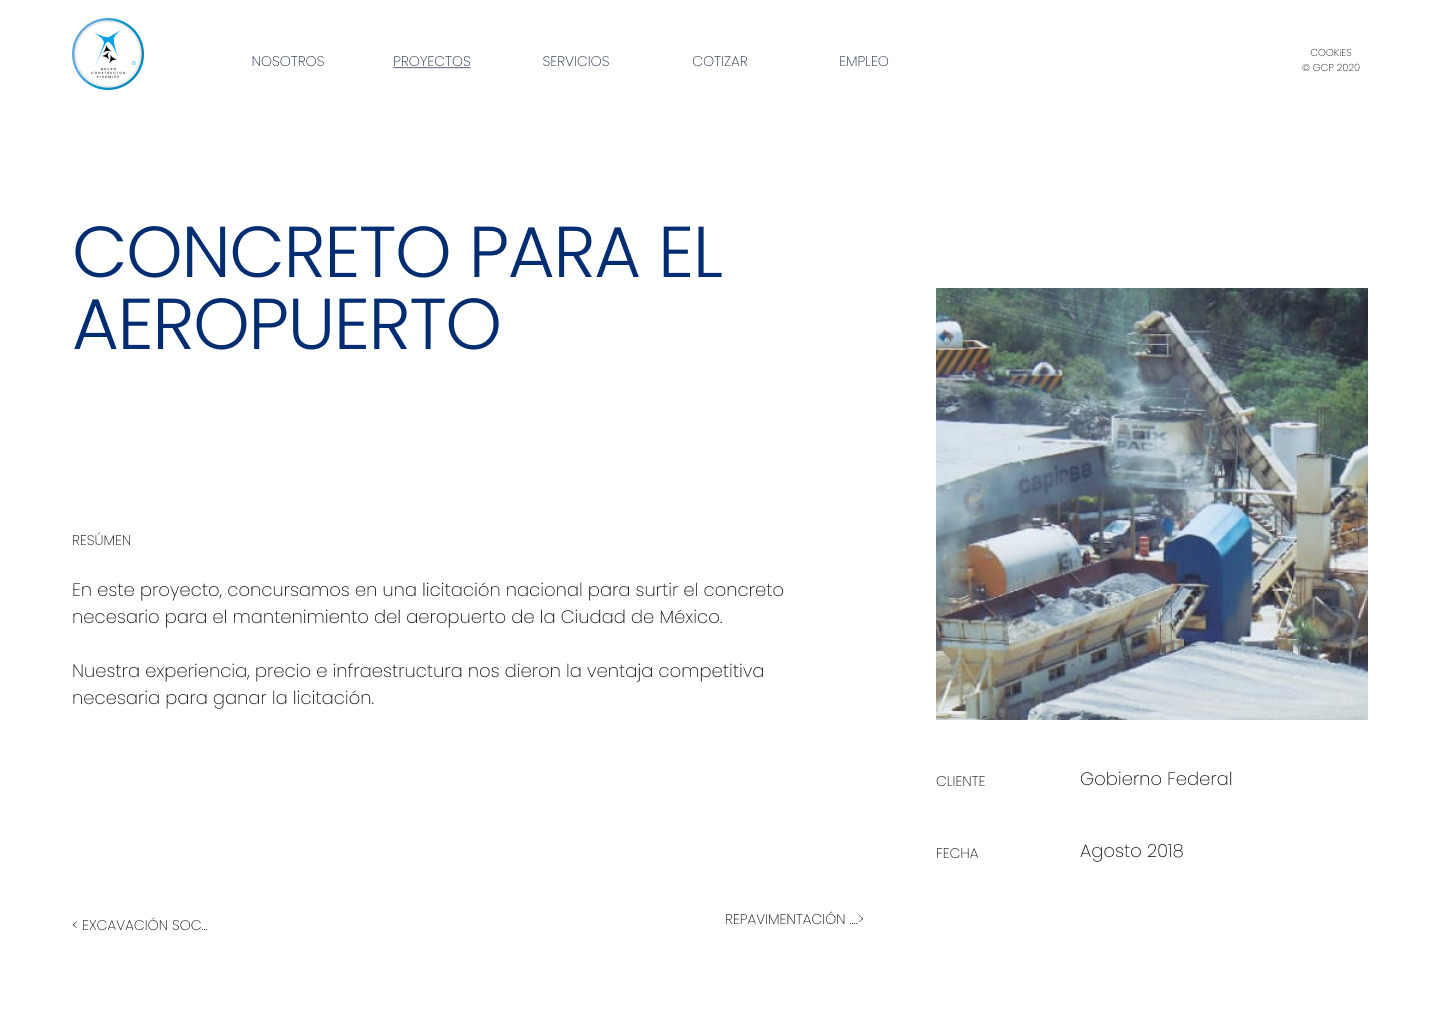 GRUPO
CONSTRUCTOR
PIRÁMIDE
NOSOTROS
PROYECTOS
SERVICIOS
COTIZAR
EMPLEO
COOKIES
© GCP 2020
CONCRETO PARA EL
AEROPUERTO
SIX
PACK
capirsa
RESÚMEN
En este proyecto, concursamos en una licitación nacional para surtir el concreto
necesario para el mantenimiento del aeropuerto de la Ciudad de México.
Nuestra experiencia, precio e infraestructura nos dieron la ventaja competitiva
necesaria para ganar la licitación.
CLIENTE
Gobierno Federal
FECHA
Agosto 2018
< EXCAVACIÓN SOC...
REPAVIMENTACIÓN ...>